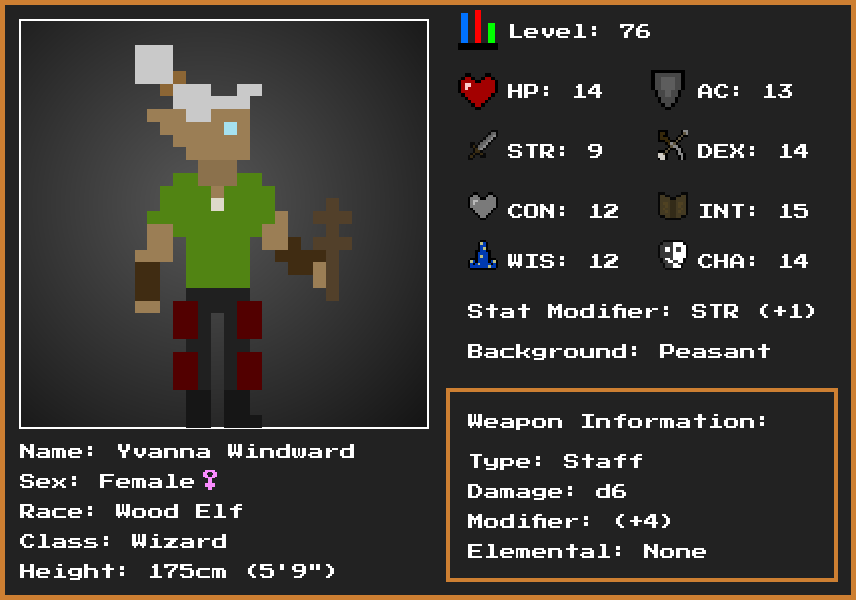 Level: 76
HP: 14 AC: 13
STR: 9 DEX: 14
CON: 12 INT: 15
WIS: 12 CHA: 14
Stat Modifier: STR (+1)
Background: Peasant
Weapon Information:
Type: Staff
Damage: d6
Modifier: (+4)
Elemental: None
Name: Yvanna Windward
Sex: Female♀
Race: Wood Elf
Class: Wizard
Height: 175cm (5'9")